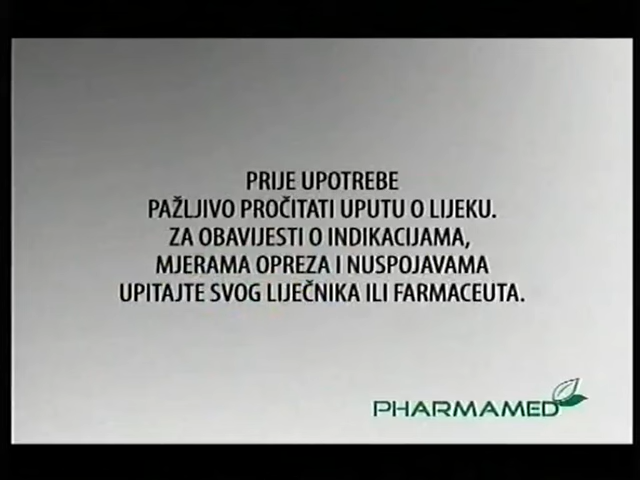 PRIJE UPOTREBE
PAŽLJIVO PROČITATI UPUTU O LIJEKU.
ZA OBAVIJESTI O INDIKACIJAMA,
MJERAMA OPREZA I NUSPOJAVAMA
UPITAJTE SVOG LIJEČNIKA ILI FARMACEUTA.
PHARMAMED